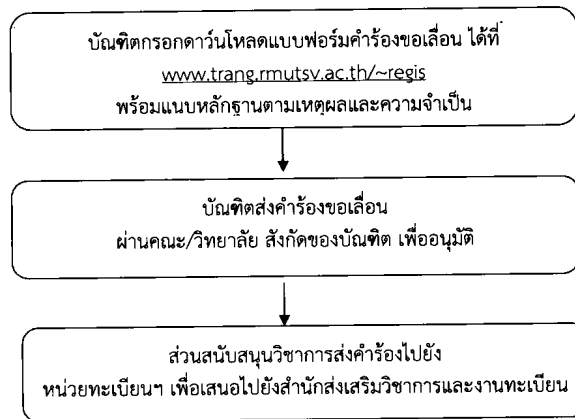 บัณฑิตกรอกดาว์นโหลดแบบฟอร์มคำร้องขอเลื่อน ได้ที่
www.trang.rmutsv.ac.th/~regis
พร้อมแนบหลักฐานตามเหตุผลและความจำเป็น
บัณฑิตส่งคำร้องขอเลื่อน
ผ่านคณะ/วิทยาลัย สังกัดของบัณฑิต เพื่ออนุมัติ
ส่วนสนับสนุนวิชาการส่งคำร้องไปยัง
หน่วยทะเบียนฯ เพื่อเสนอไปยังสำนักส่งเสริมวิชาการและงานทะเบียน